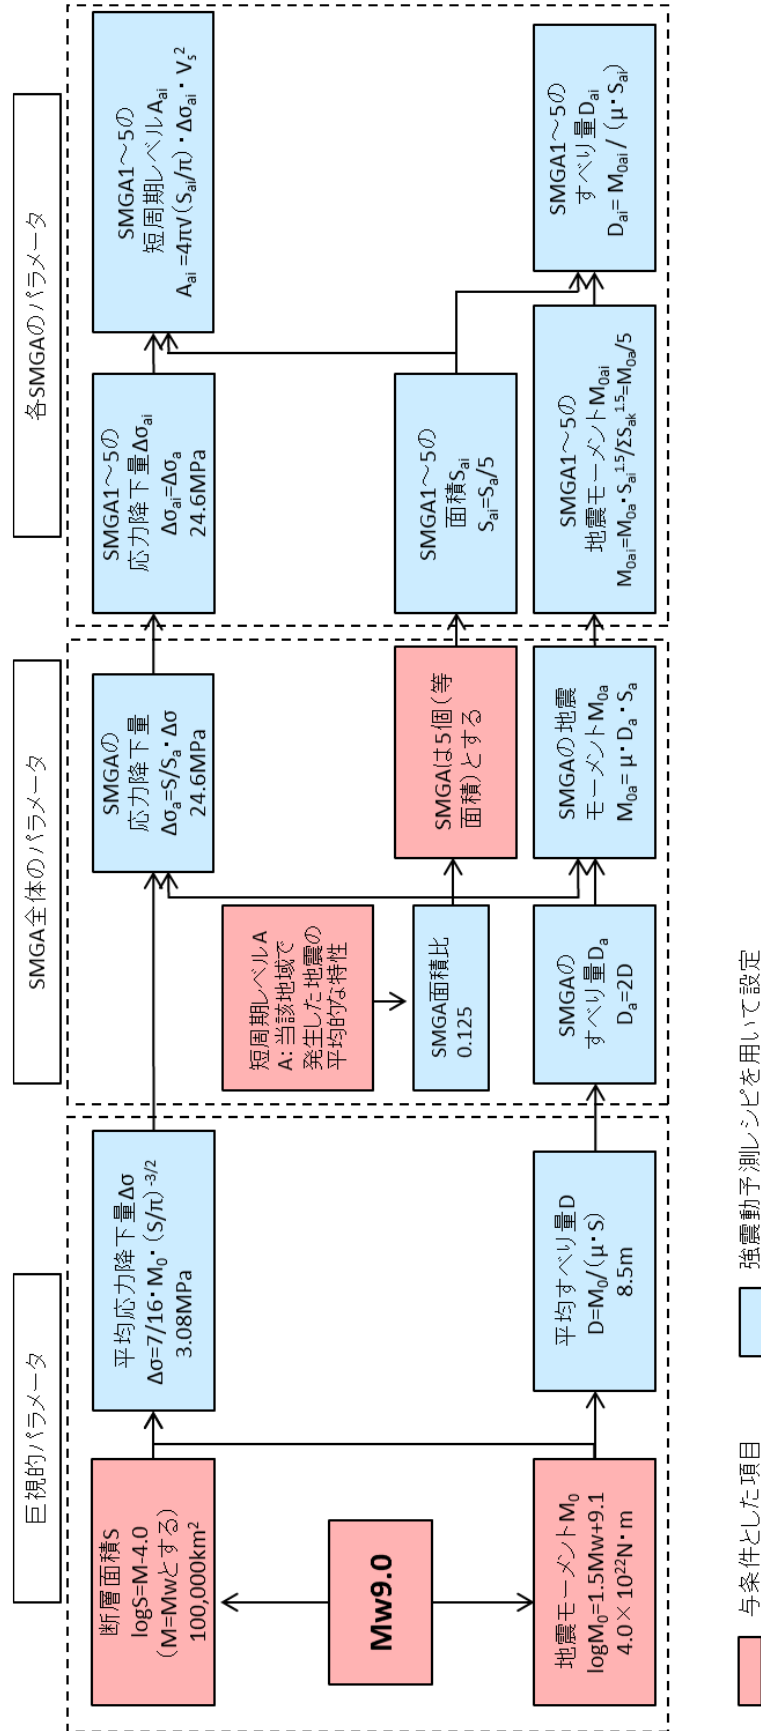 巨視的パラメータ
断層面積S
logS=M-4.0
(M=Mwとする)
100,000km²
Mw9.0
地震モーメントM₀
logM₀=1.5Mw+9.1
4.0×10²²N・m
平均応力降下量Δσ
Δσ=7/16・M₀・(S/π)⁻³ᐟ²
3.08MPa
平均すべり量D
D=M₀/(μ・S)
8.5m
SMGA全体のパラメータ
SMGAの
応力降下量
Δσₐ=S/Sₐ・Δσ
24.6MPa
短周期レベルA
A:当該地域で
発生した地震の
平均的な特性
SMGA面積比
0.125
SMGAは5個(等
面積)とする
SMGAの
すべり量Dₐ
Dₐ=2D
SMGAの地震
モーメントM₀ₐ
M₀ₐ= μ・Dₐ・Sₐ
各SMGAのパラメータ
SMGA1～5の
応力降下量Δσₐᵢ
Δσₐᵢ=Δσₐ
24.6MPa
SMGA1～5の
短周期レベルAₐᵢ
Aₐᵢ =4π√(Sₐᵢ/π)・Δσₐᵢ・Vₛ²
SMGA1～5の
面積Sₐᵢ
Sₐᵢ=Sₐ/5
SMGA1～5の
地震モーメントM₀ₐᵢ
M₀ₐᵢ=M₀ₐ・Sₐᵢ¹·⁵/ΣSₐₖ¹·⁵=M₀ₐ/5
SMGA1～5の
すべり量Dₐᵢ
Dₐᵢ= M₀ₐᵢ / (μ・Sₐᵢ)
与条件とした項目
強震動予測レシピを用いて設定